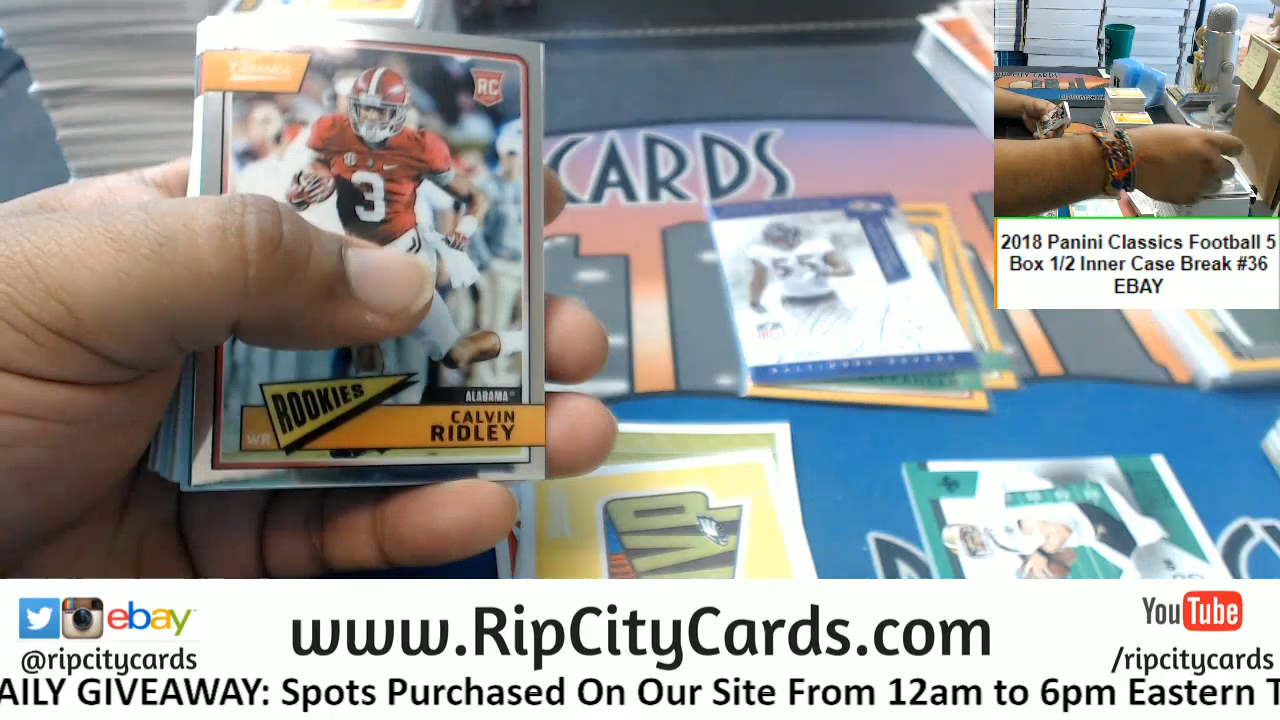 Classics
RC
3
ROOKIES
ALABAMA
WR
CALVIN
RIDLEY
CARDS
55
BALTIMORE RAVENS
2018 Panini Classics Football 5
Box 1/2 Inner Case Break #36
EBAY
ebay
@ripcitycards
www.RipCityCards.com
YouTube
/ripcitycards
AILY GIVEAWAY: Spots Purchased On Our Site From 12am to 6pm Eastern T